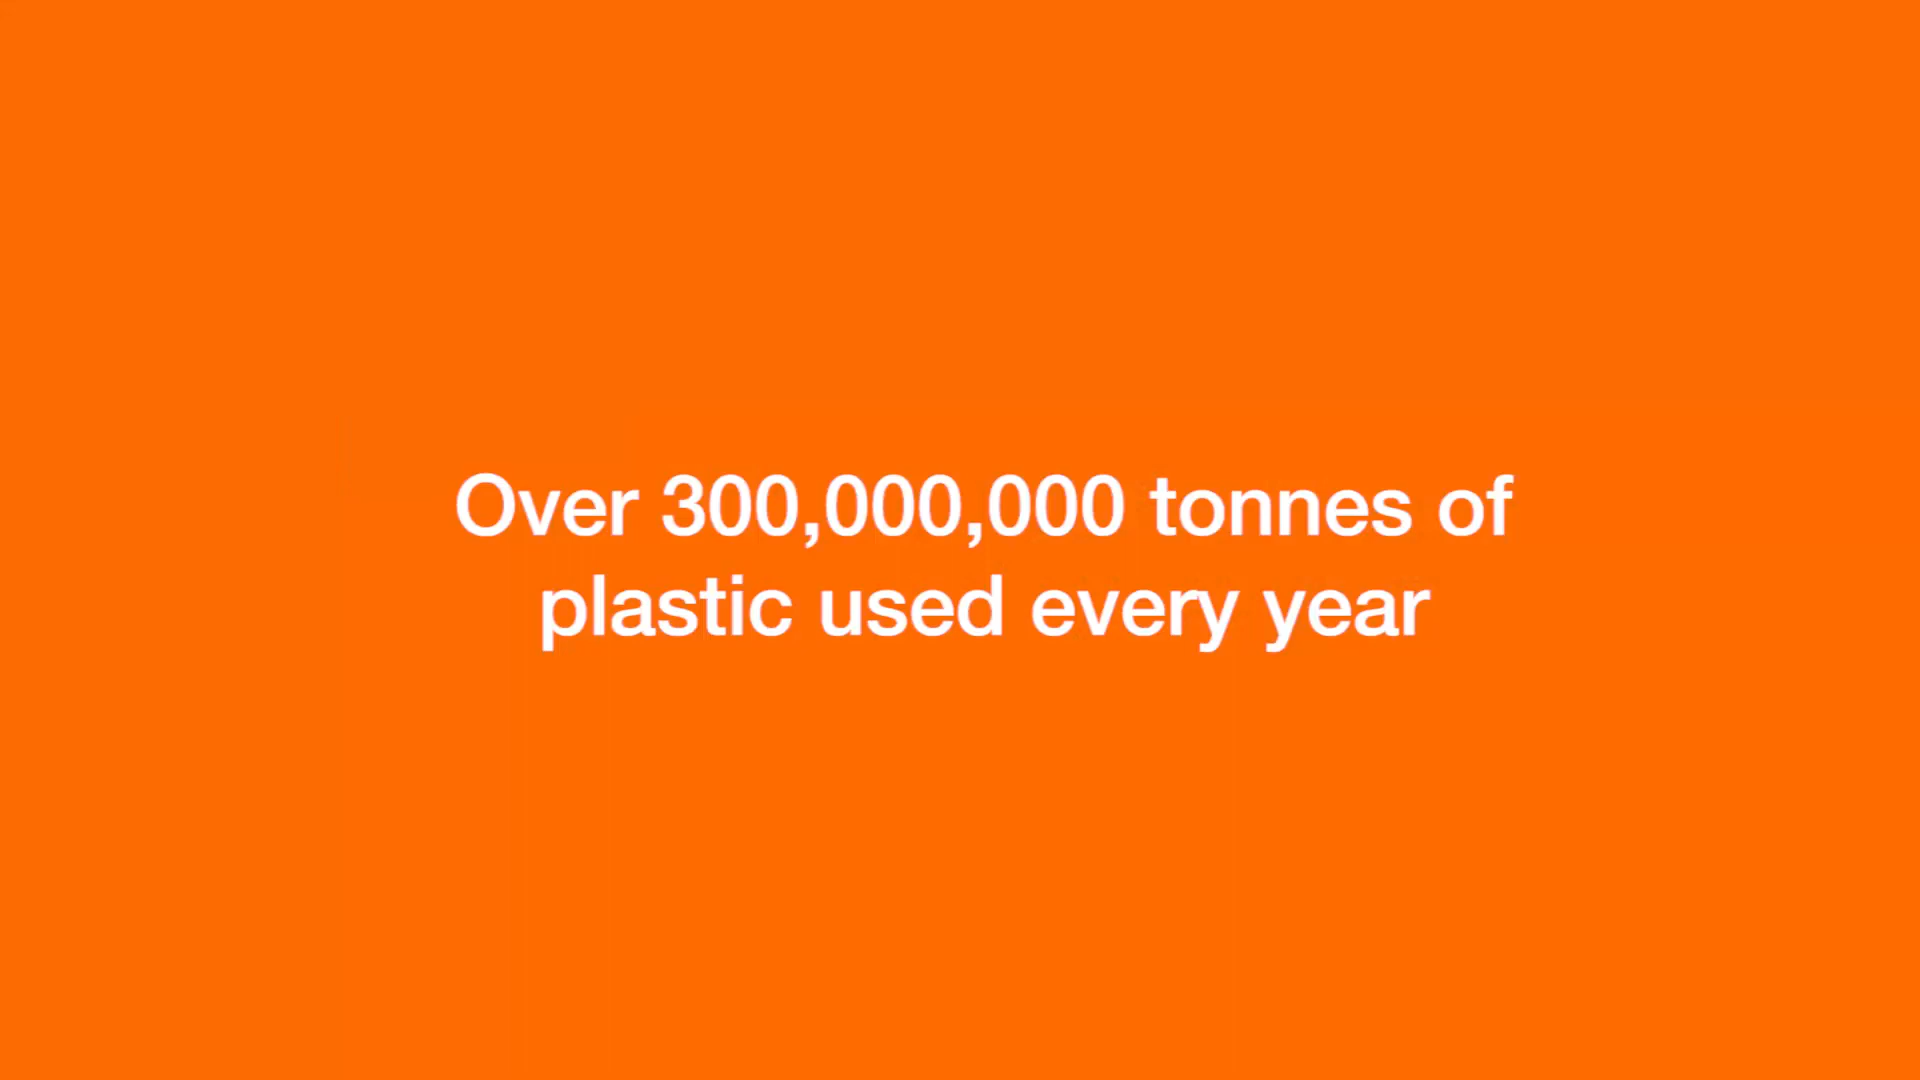 Over 300,000,000 tonnes of
plastic used every year